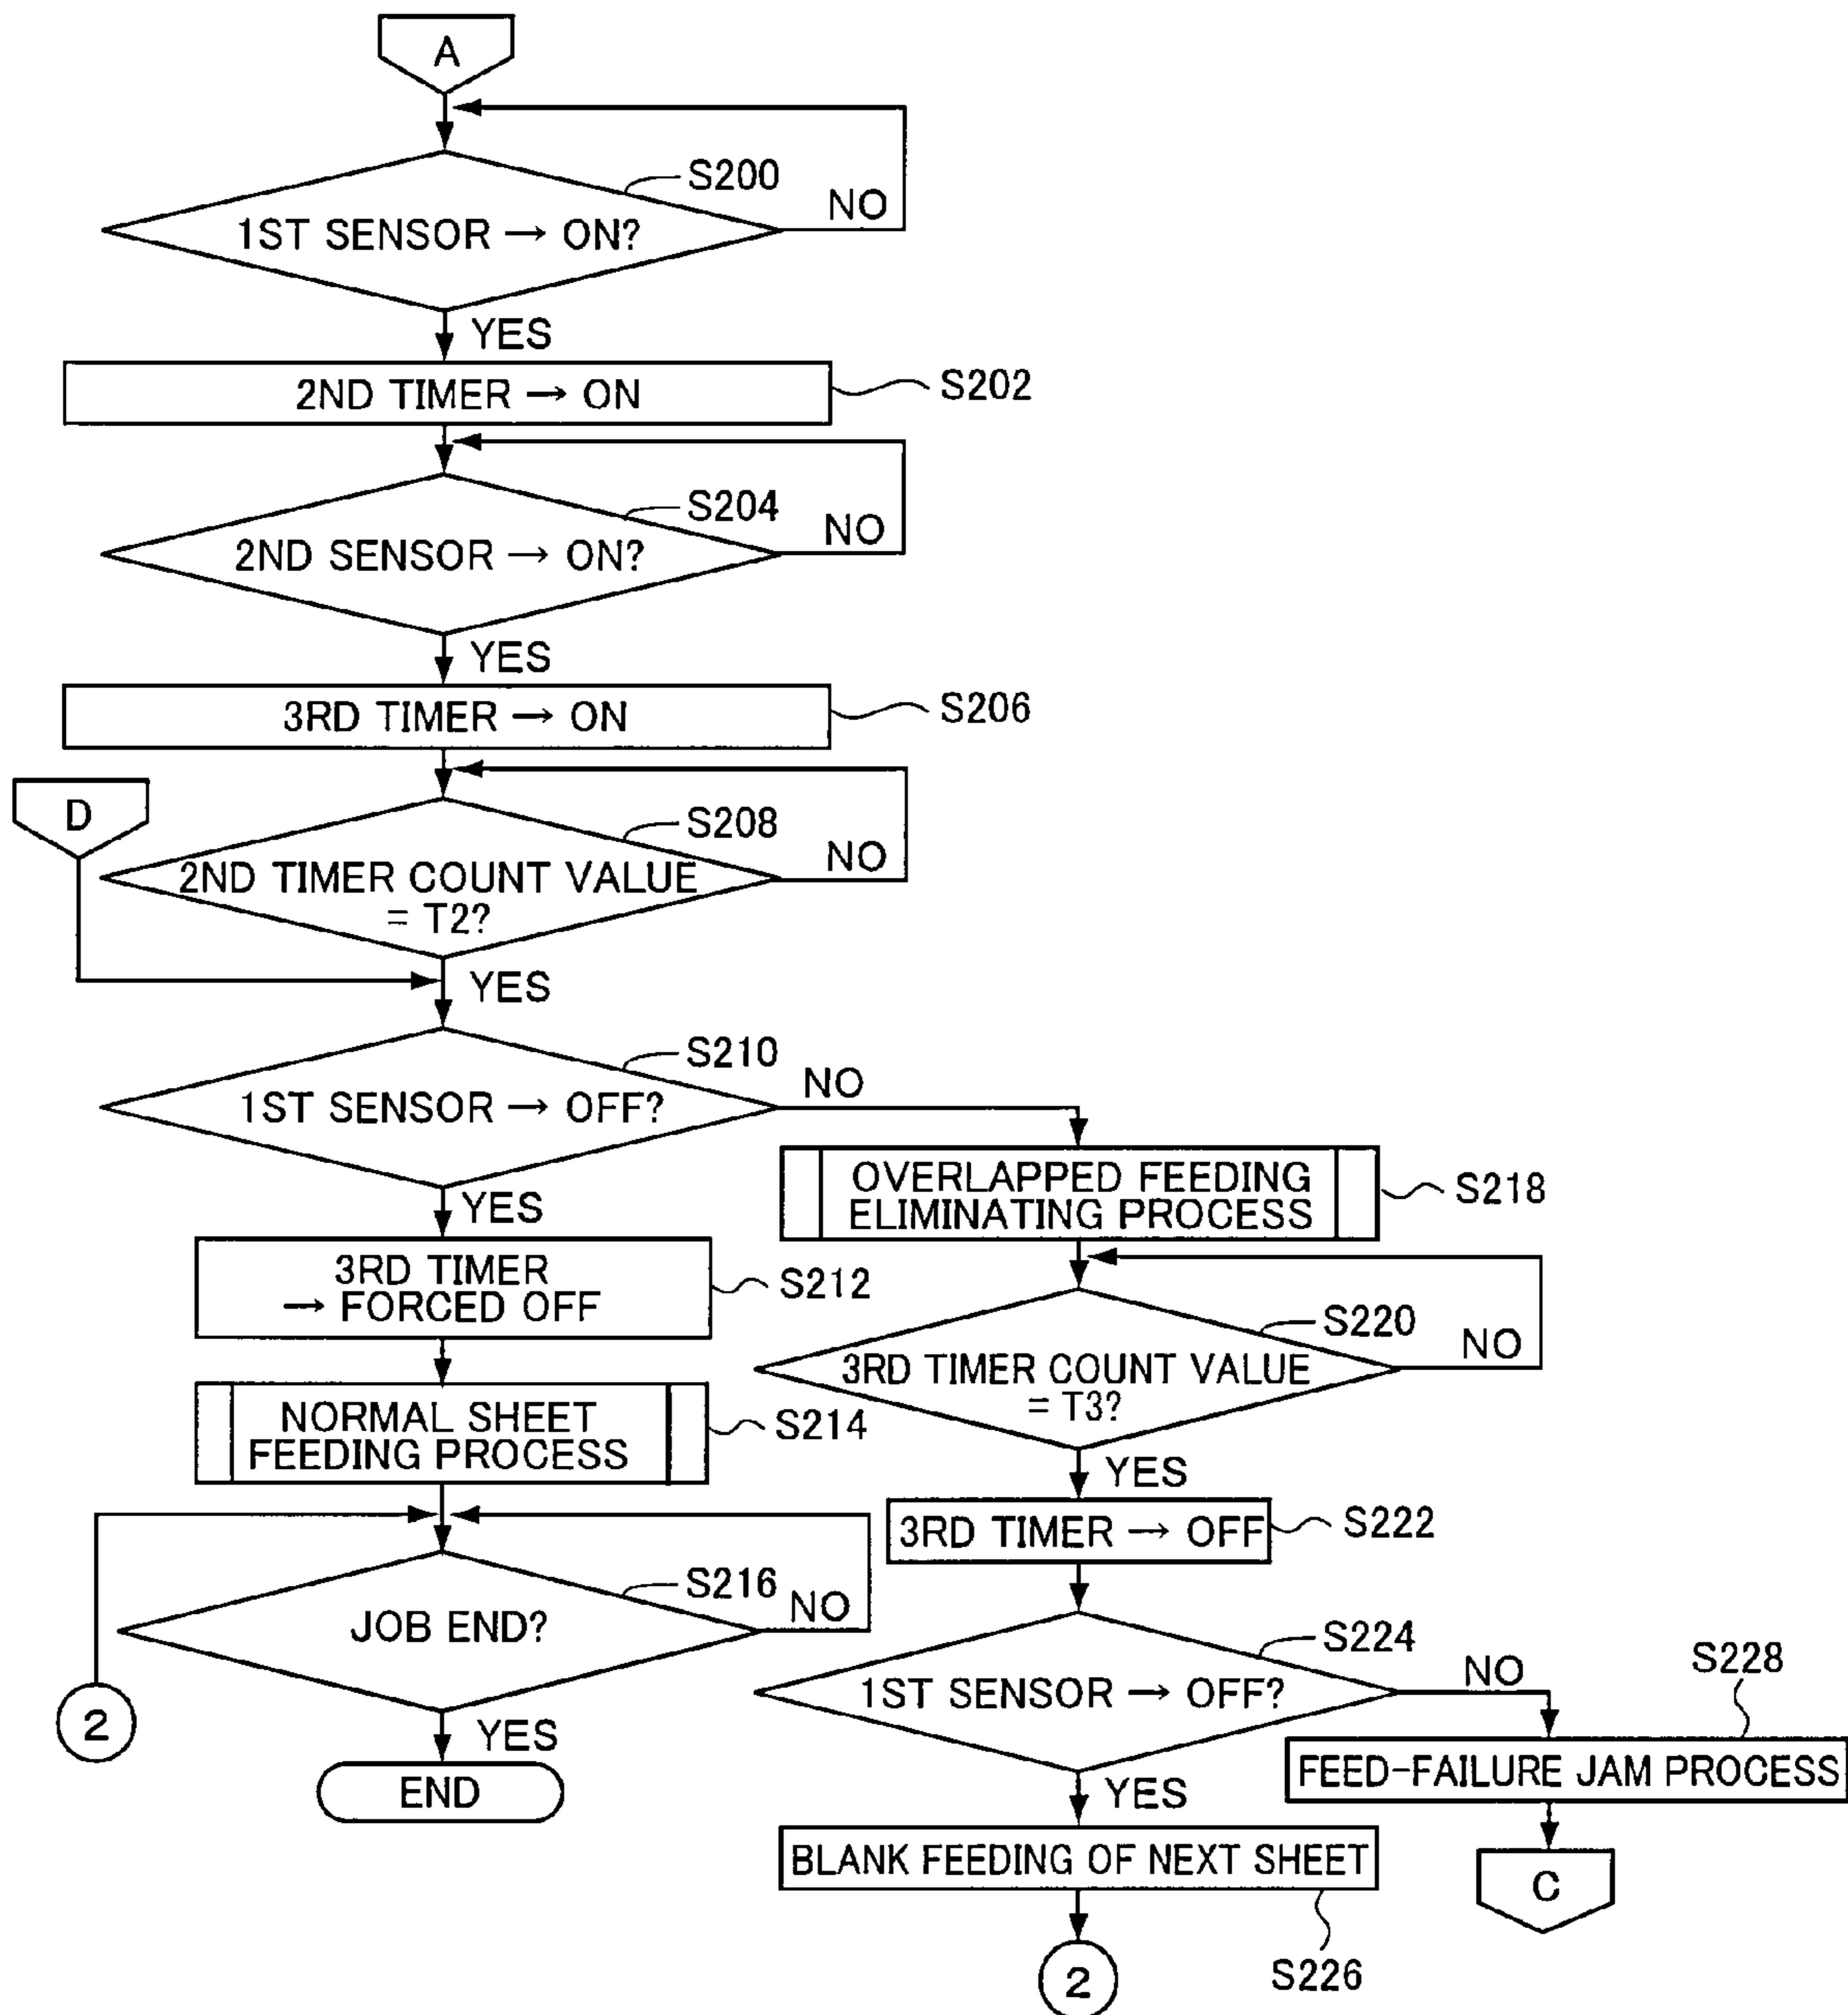 A
S200
1ST SENSOR → ON?
NO
YES
2ND TIMER → ON
S202
S204
2ND SENSOR → ON?
NO
YES
3RD TIMER → ON
S206
D
S208
2ND TIMER COUNT VALUE
= T2?
NO
YES
S210
1ST SENSOR → OFF?
NO
YES
3RD TIMER
→ FORCED OFF
S212
NORMAL SHEET
FEEDING PROCESS
S214
S216
JOB END?
NO
2
YES
END
OVERLAPPED FEEDING
ELIMINATING PROCESS
S218
S220
3RD TIMER COUNT VALUE
= T3?
NO
YES
3RD TIMER → OFF
S222
S224
1ST SENSOR → OFF?
NO
S228
FEED-FAILURE JAM PROCESS
C
YES
BLANK FEEDING OF NEXT SHEET
S226
2